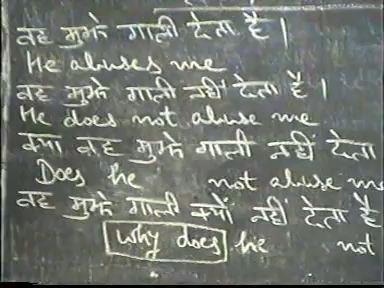 वह मुझे गाली देता है।
He abuses me
वह मुझे गाली नहीं देता है।
He does not abuse me
क्या वह मुझे गाली नहीं देता
Does he not abuse me
वह मुझे गाली क्यों नहीं देता है
why does he not